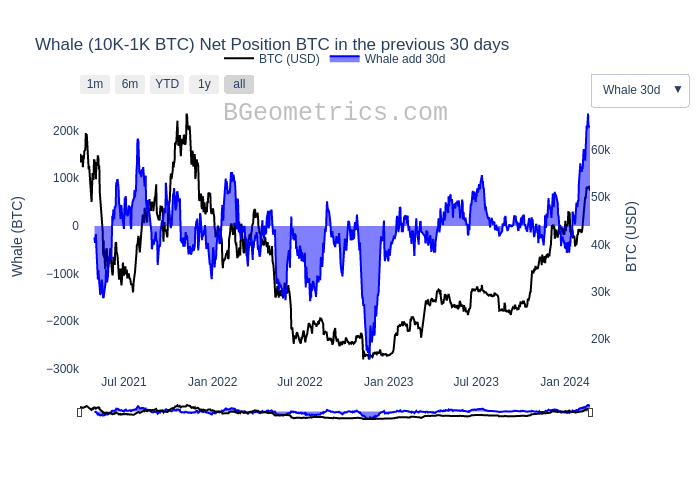 Whale (10K-1K BTC) Net Position BTC in the previous 30 days
BTC (USD) Whale add 30d
1m 6m YTD 1y all
Whale 30d ▼
BGeometrics.com
200k
100k
0
−100k
−200k
−300k
Whale (BTC)
60k
50k
40k
30k
20k
BTC (USD)
Jul 2021 Jan 2022 Jul 2022 Jan 2023 Jul 2023 Jan 2024